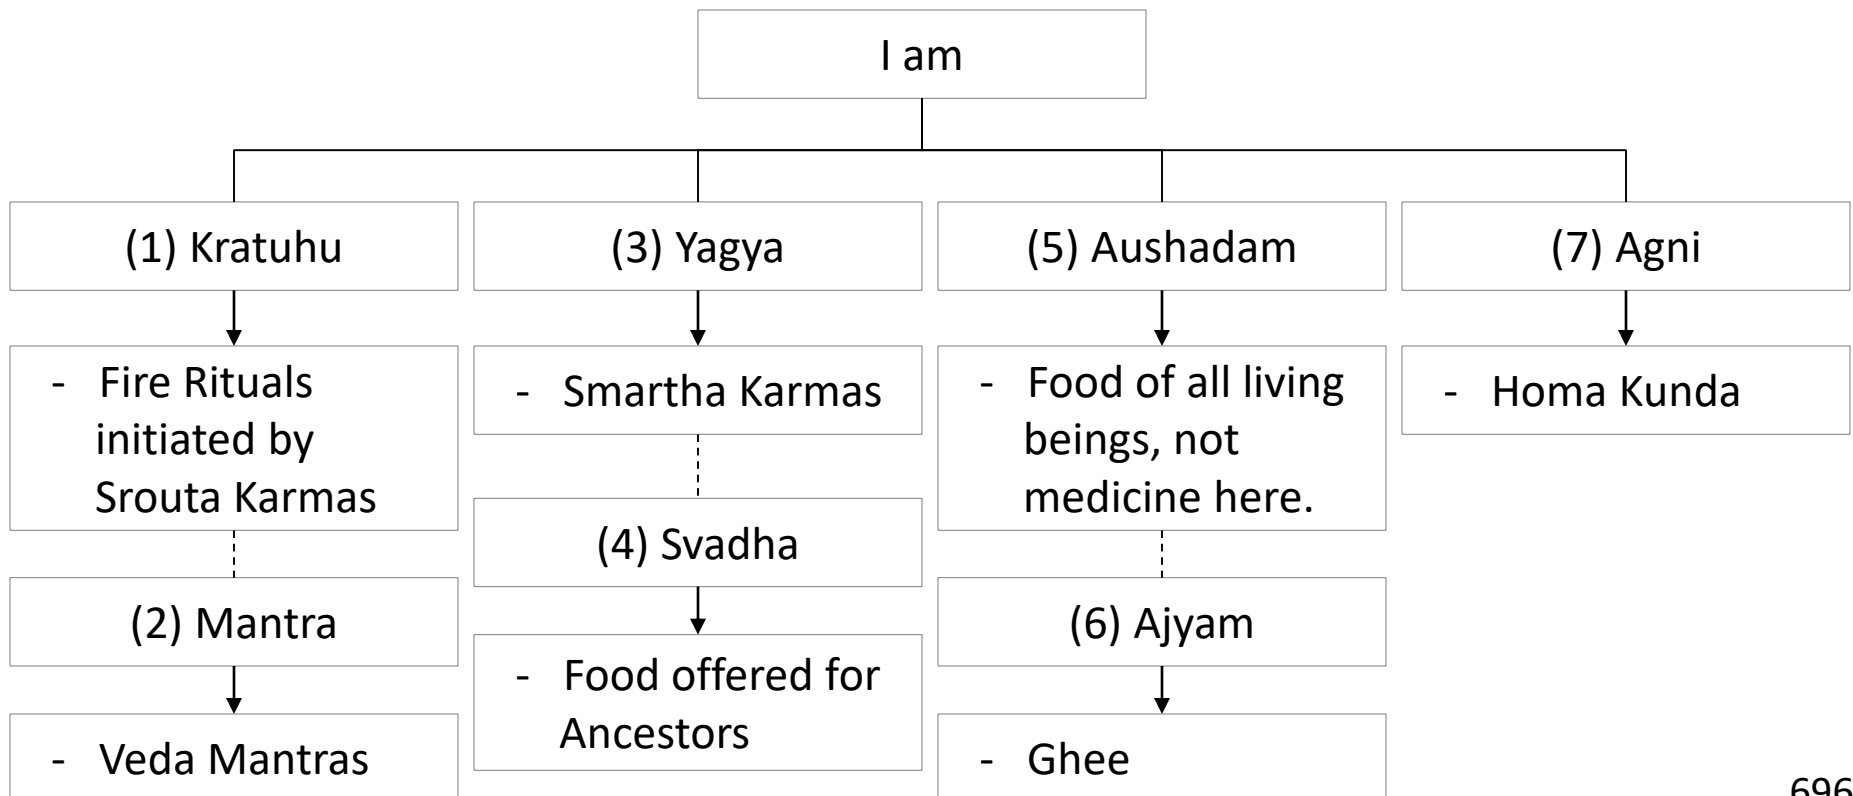 I am
(1) Kratuhu
(3) Yagya
(5) Aushadam
(7) Agni
- Fire Rituals
initiated by
Srouta Karmas
- Smartha Karmas
- Food of all living
beings, not
medicine here.
- Homa Kunda
(4) Svadha
(2) Mantra
(6) Ajyam
- Food offered for
Ancestors
- Veda Mantras
- Ghee
696